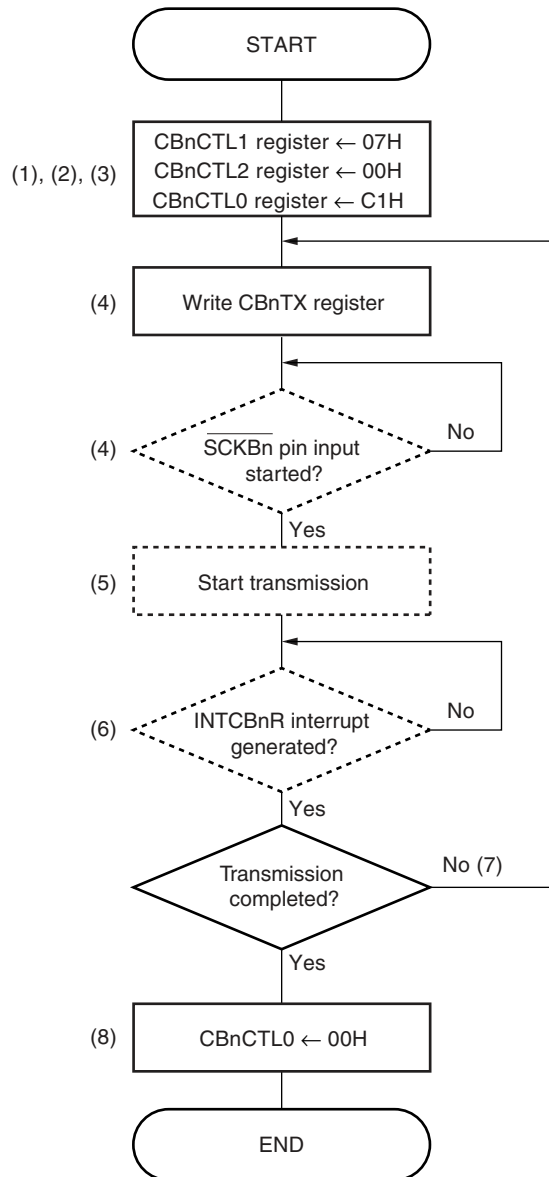 START
(1), (2), (3)
CBnCTL1 register ← 07H
CBnCTL2 register ← 00H
CBnCTL0 register ← C1H
(4)
Write CBnTX register
(4)
SCKBn pin input
started?
No
Yes
(5)
Start transmission
(6)
INTCBnR interrupt
generated?
No
Yes
Transmission
completed?
No (7)
Yes
(8)
CBnCTL0 ← 00H
END